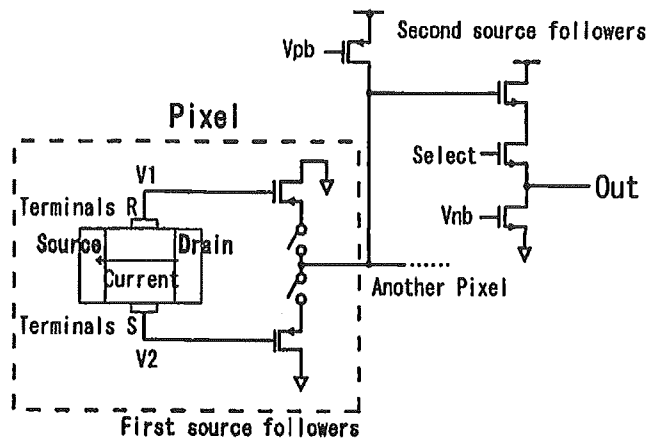 Second source followers
Vpb
Pixel
V1
Select
Out
Terminals R
Vnb
Source
Drain
Current
Another Pixel
Terminals S
V2
First source followers